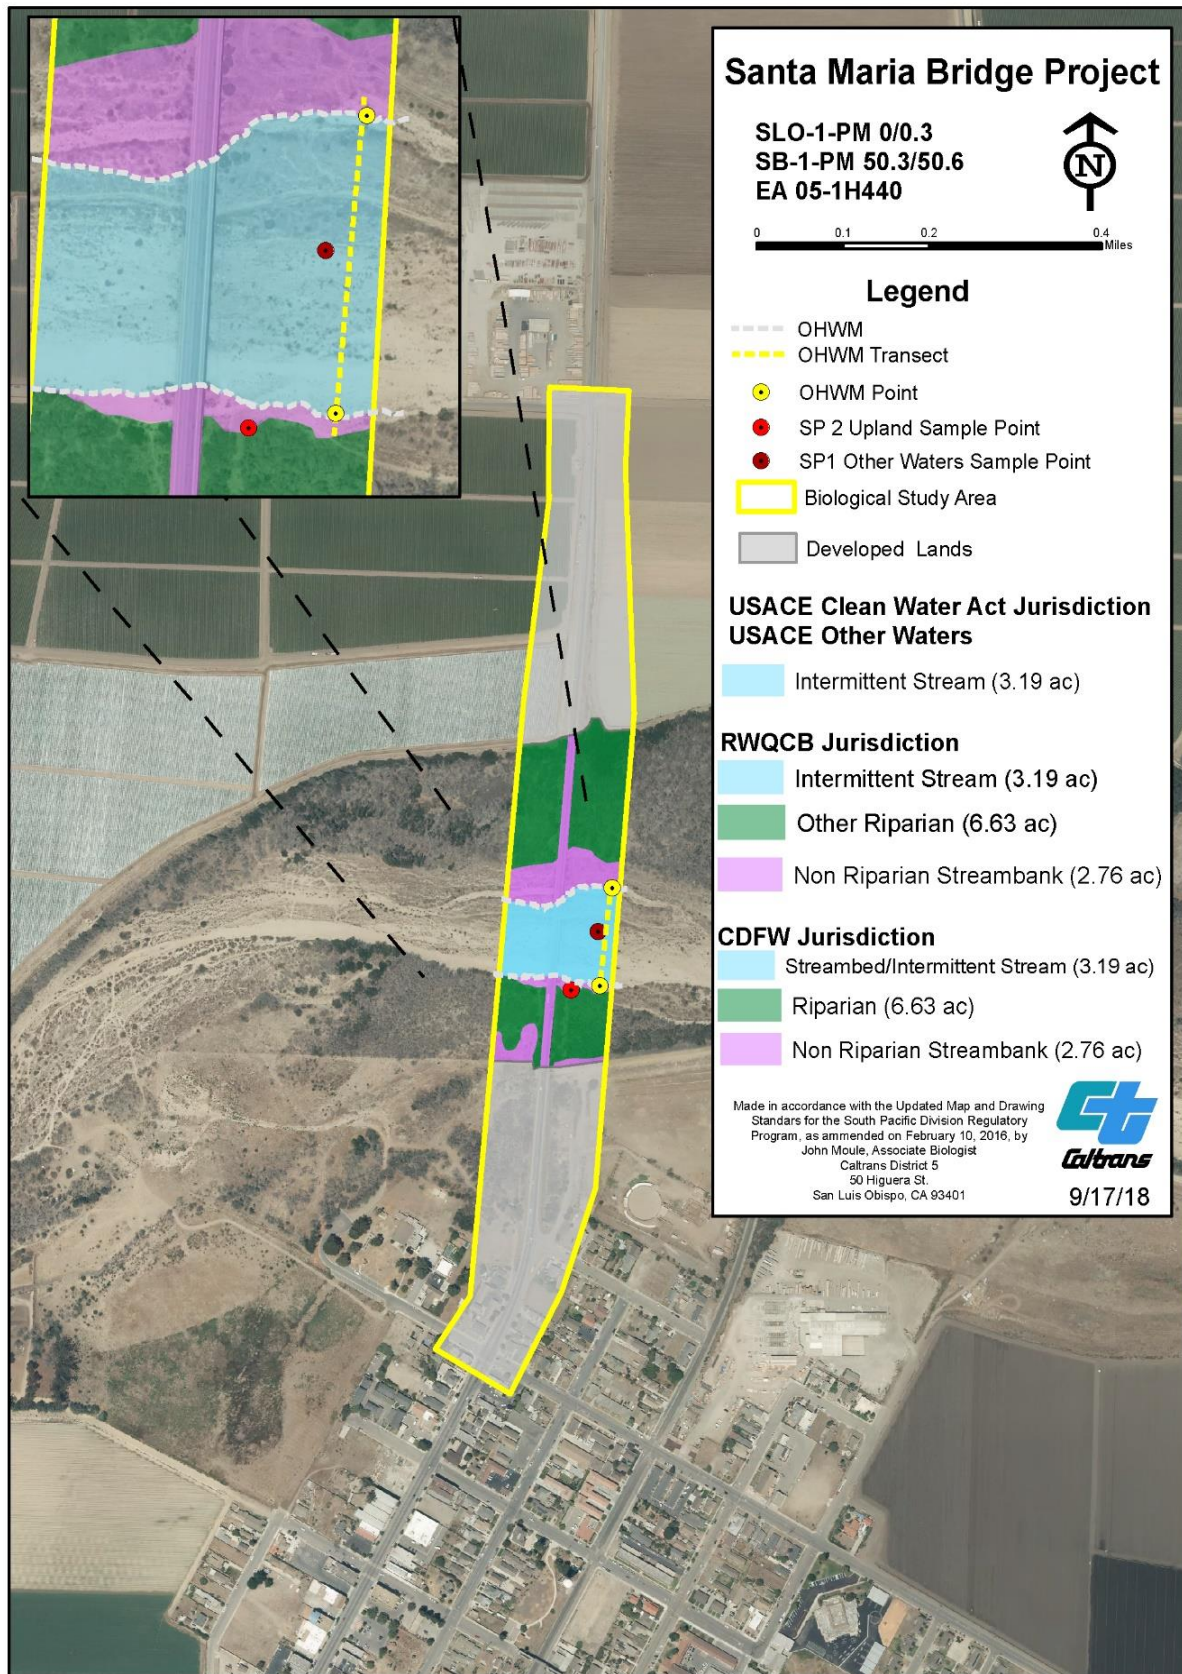 Santa Maria Bridge Project
SLO-1-PM 0/0.3
SB-1-PM 50.3/50.6
EA 05-1H440
N
0 0.1 0.2 0.4
Miles
Legend
OHWM
OHWM Transect
OHWM Point
SP 2 Upland Sample Point
SP1 Other Waters Sample Point
Biological Study Area
Developed Lands
USACE Clean Water Act Jurisdiction
USACE Other Waters
Intermittent Stream (3.19 ac)
RWQCB Jurisdiction
Intermittent Stream (3.19 ac)
Other Riparian (6.63 ac)
Non Riparian Streambank (2.76 ac)
CDFW Jurisdiction
Streambed/Intermittent Stream (3.19 ac)
Riparian (6.63 ac)
Non Riparian Streambank (2.76 ac)
Made in accordance with the Updated Map and Drawing
Standars for the South Pacific Division Regulatory
Program, as ammended on February 10, 2016, by
John Moule, Associate Biologist
Caltrans District 5
50 Higuera St.
San Luis Obispo, CA 93401
ct
Caltrans
9/17/18